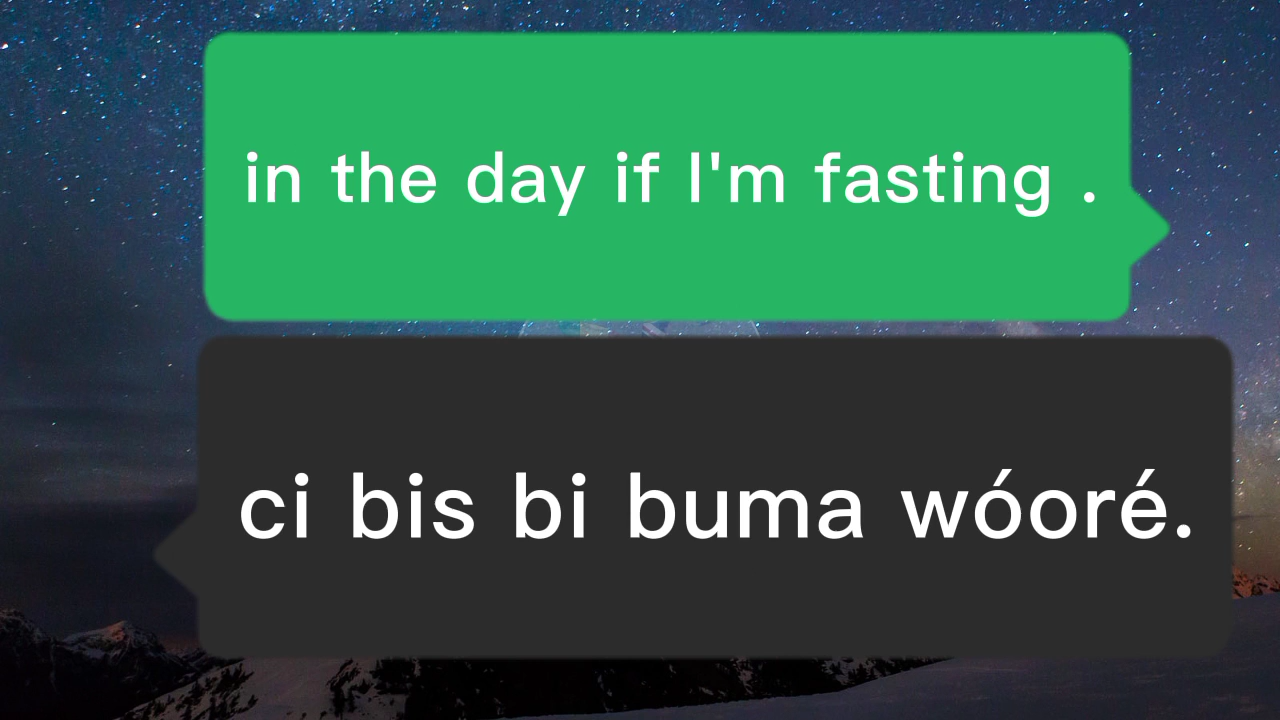 in the day if I'm fasting .
ci bis bi buma wóoré.